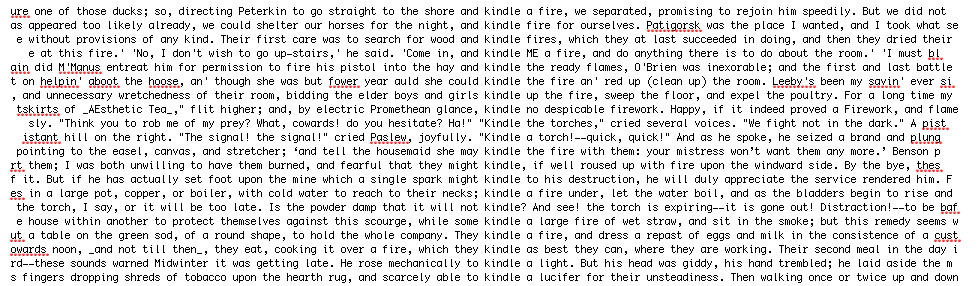 ure one of those ducks; so, directing Peterkin to go straight to the shore and kindle a fire, we separated, promising to rejoin him speedily. But we did not
as appeared too likely already, we could shelter our horses for the night, and kindle a fire for ourselves. Patigorsk was the place I wanted, and I took what se
e without provisions of any kind. Their first care was to search for wood and kindle fires, which they at last succeeded in doing, and then they dried their
e at this fire.' 'No, I don't wish to go up-stairs,' he said. 'Come in, and kindle ME a fire, and do anything there is to do about the room.' 'I must bl
gain did M'Manus entreat him for permission to fire his pistol into the hay and kindle the ready flames, O'Brien was inexorable; and the first and last battle
t an helpin' aboot the hoose, an' though she was but fower year auld she could kindle the fire an' red up (clean up) the room. Leeby's been my savin' ever si
, and unnecessary wretchedness of their room, bidding the elder boys and girls kindle up the fire, sweep the floor, and expel the poultry. For a long time my
tskirts of _AEsthetic Tea_," flit higher; and, by electric Promethean glance, kindle no despicable firework. Happy, if it indeed proved a Firework, and flame
sly. "Think you to rob me of my prey? What, cowards! do you hesitate? Ha!" "Kindle the torches," cried several voices. "We fight not in the dark." A pist
istant hill on the right. "The signal! the signal!" cried Paslew, joyfully. "Kindle a torch!--quick, quick!" And as he spoke, he seized a brand and plung
pointing to the easel, canvas, and stretcher; ‘and tell the housemaid she may kindle the fire with them: your mistress won’t want them any more.’ Benson p
rt them; I was both unwilling to have them burned, and fearful that they might kindle, if well roused up with fire upon the windward side. By the bye, thes
f it. But if he has actually set foot upon the mine which a single spark might kindle to his destruction, he will duly appreciate the service rendered him. F
es in a large pot, copper, or boiler, with cold water to reach to their necks; kindle a fire under, let the water boil, and as the bladders begin to rise and
the torch, I say, or it will be too late. Is the powder damp that it will not kindle? And see! the torch is expiring--it is gone out! Distraction!--to be baf
e house within another to protect themselves against this scourge, while some kindle a large fire of wet straw, and sit in the smoke; but this remedy seems w
ut a table on the green sod, of a round shape, to hold the whole company. They kindle a fire, and dress a repast of eggs and milk in the consistence of a cust
owards noon, _and not till then_, they eat, cooking it over a fire, which they kindle as best they can, where they are working. Their second meal in the day i
rd--these sounds warned Midwinter it was getting late. He rose mechanically to kindle a light. But his head was giddy, his hand trembled; he laid aside the m
s fingers dropping shreds of tobacco upon the hearth rug, and scarcely able to kindle a lucifer for their unsteadiness. Then walking once or twice up and down